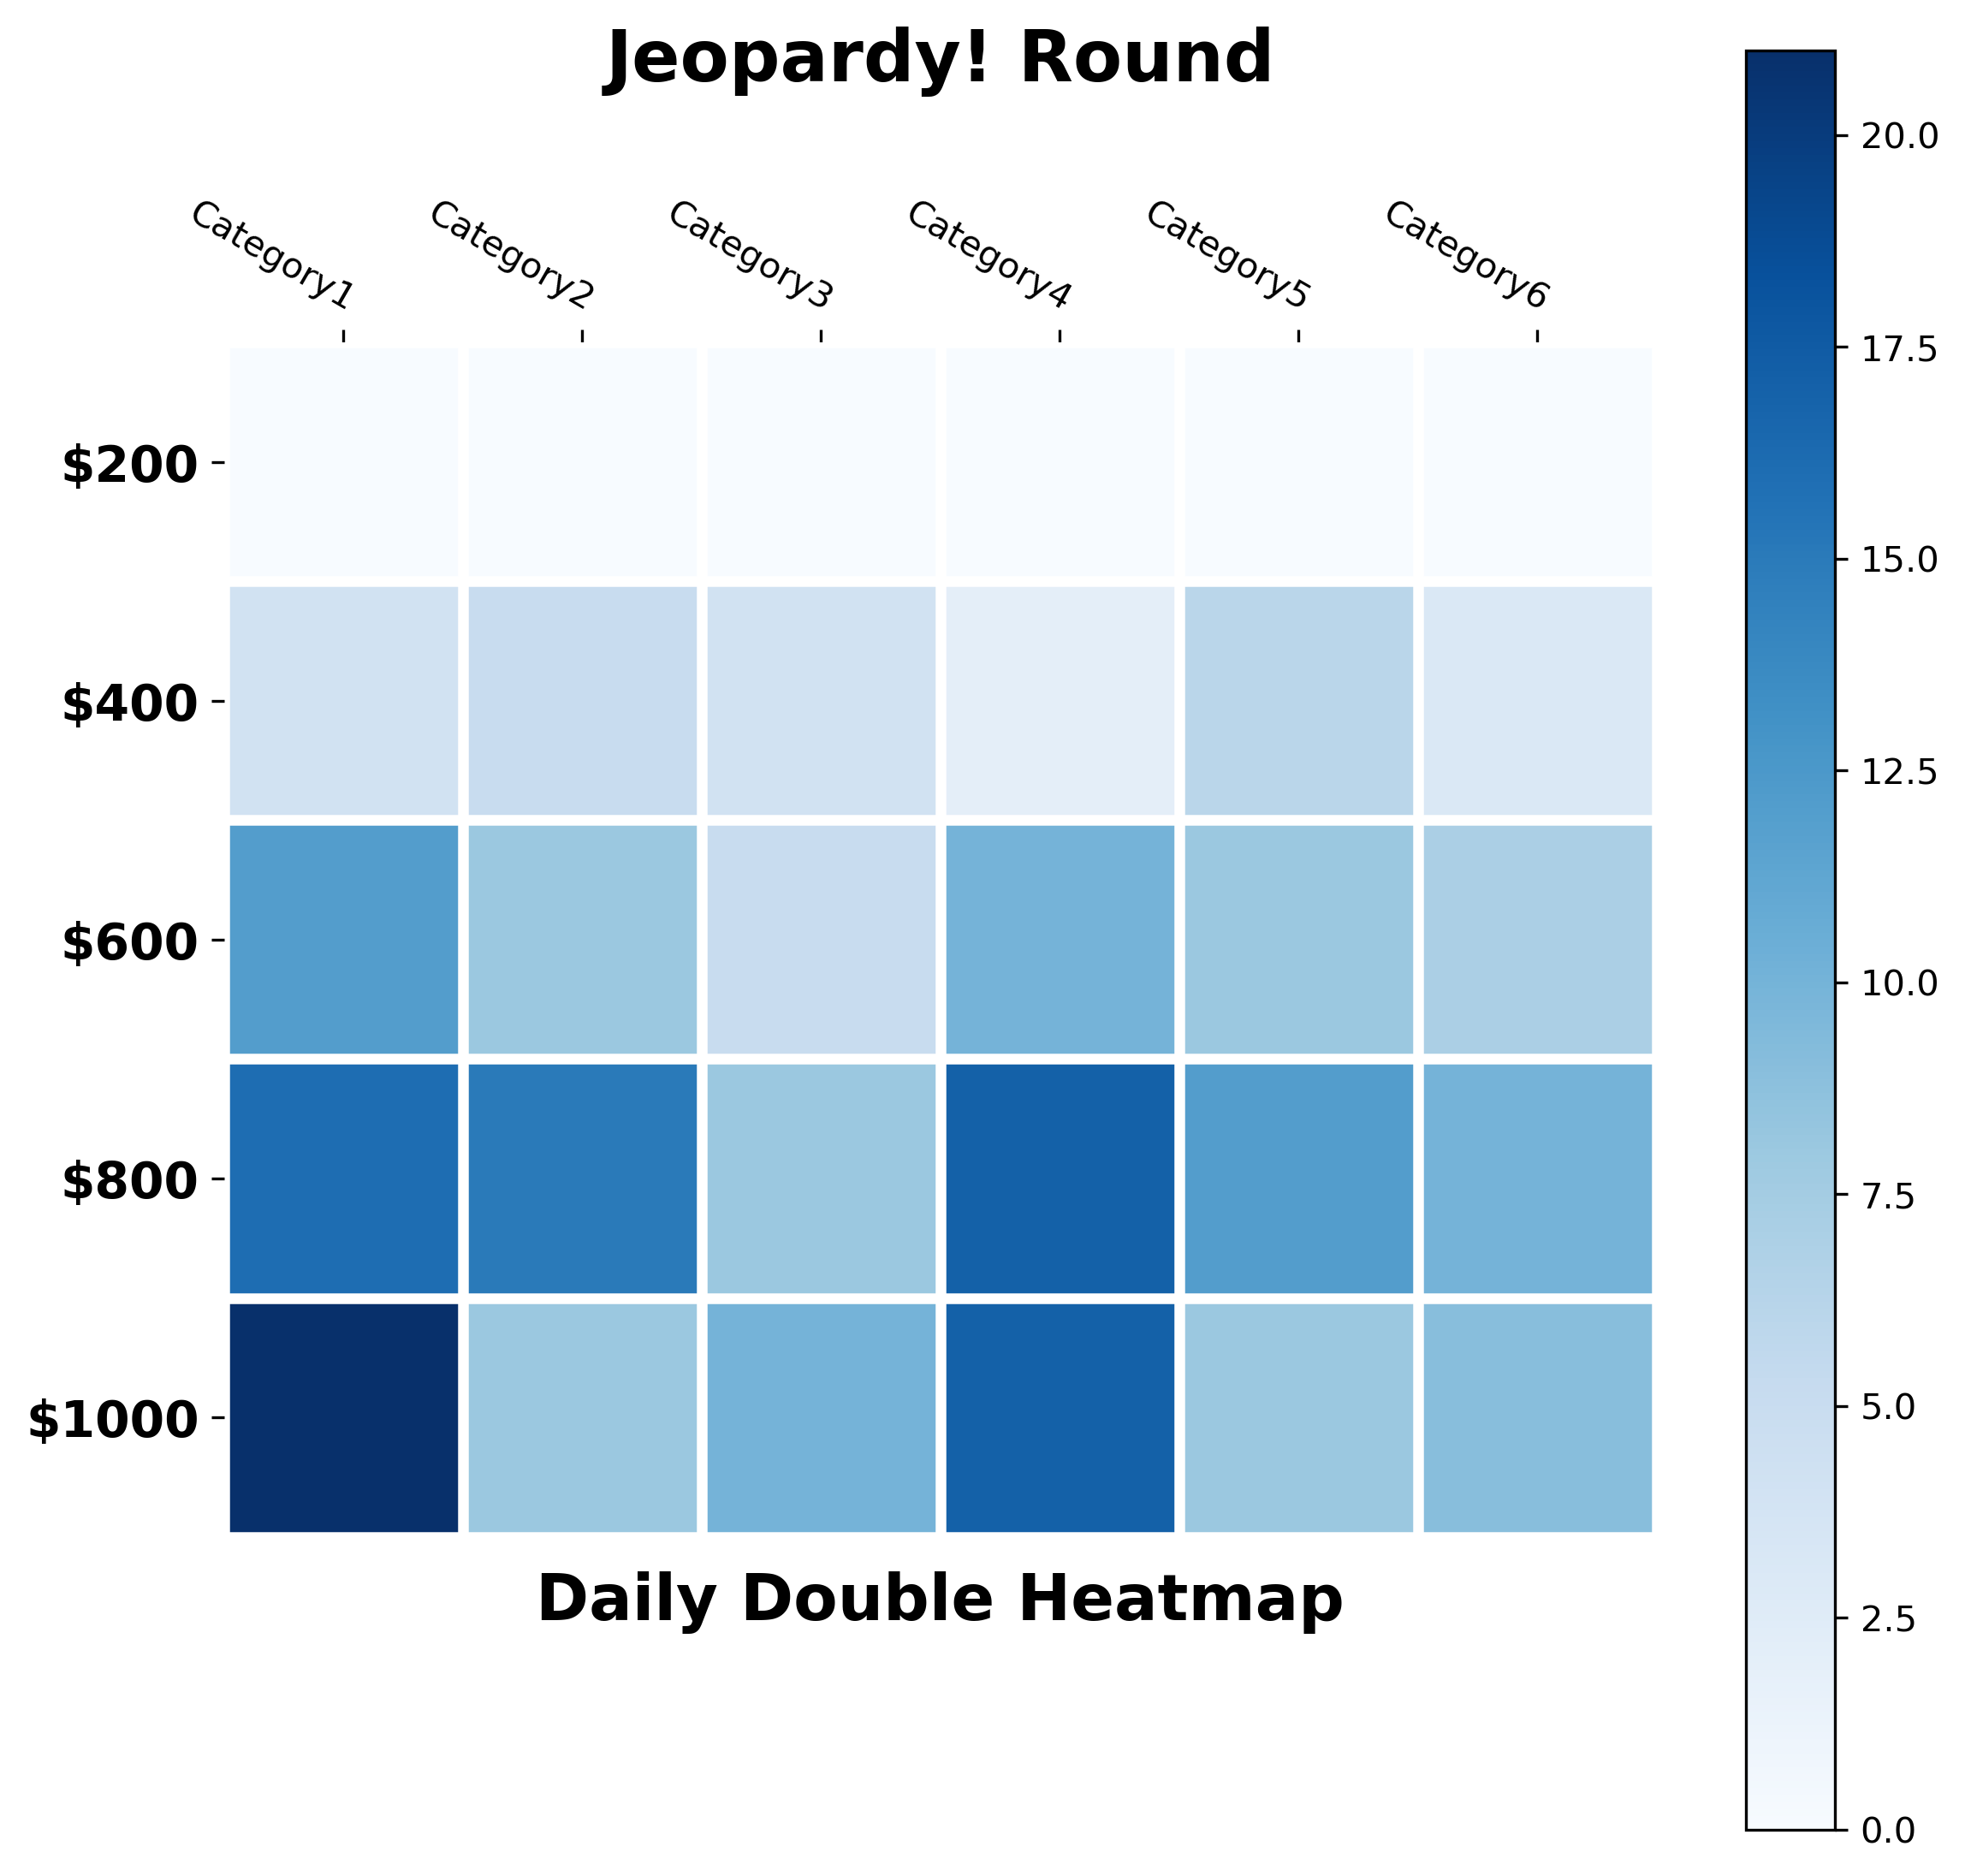 Jeopardy! Round
Category1
Category2
Category3
Category4
Category5
Category6
$200
$400
$600
$800
$1000
Daily Double Heatmap
20.0
17.5
15.0
12.5
10.0
7.5
5.0
2.5
0.0